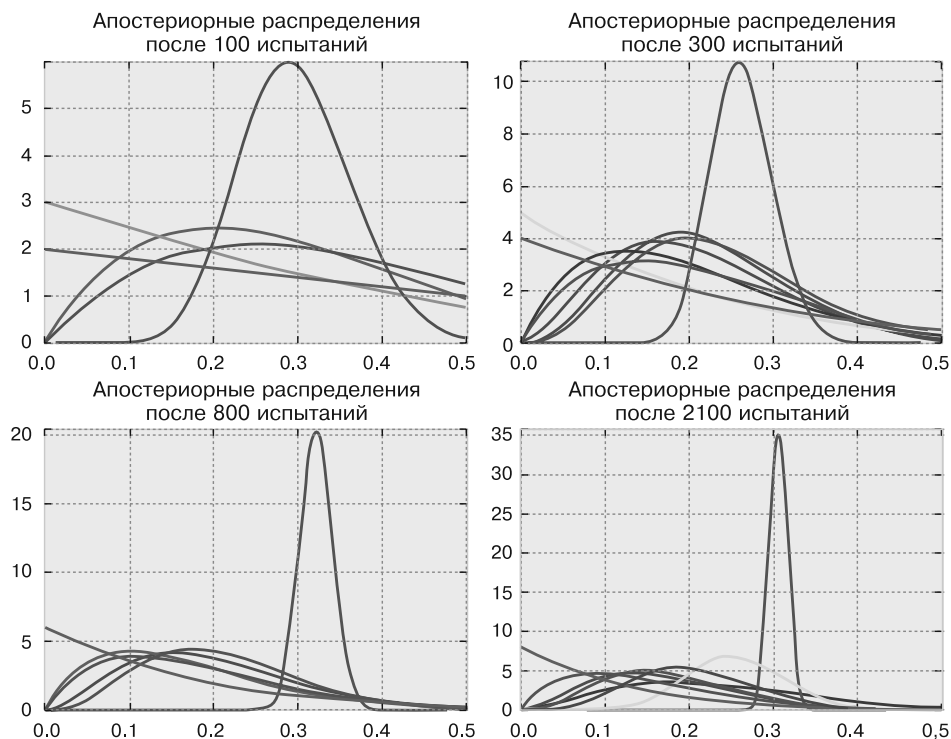 Апостериорные распределения
после 100 испытаний
5
4
3
2
1
0
0.0 0.1 0.2 0.3 0.4 0.5
Апостериорные распределения
после 300 испытаний
10
8
6
4
2
0
0.0 0.1 0.2 0.3 0.4 0.5
Апостериорные распределения
после 800 испытаний
20
15
10
5
0
0.0 0.1 0.2 0.3 0.4 0.5
Апостериорные распределения
после 2100 испытаний
35
30
25
20
15
10
5
0
0.0 0.1 0.2 0.3 0.4 0,5